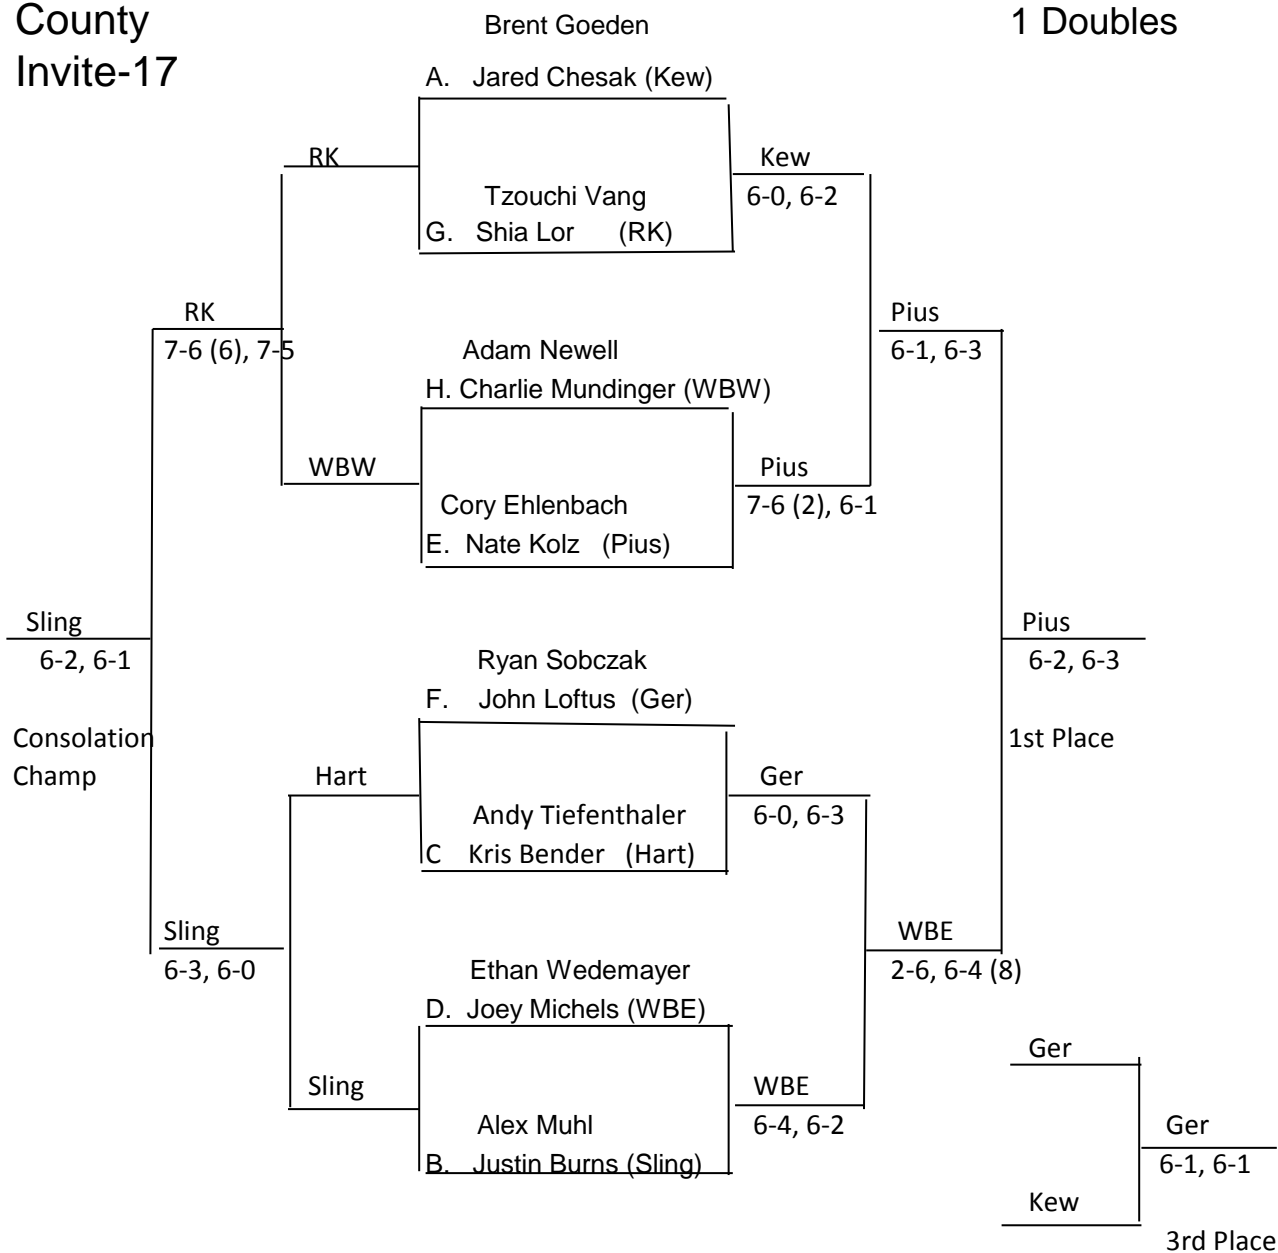 County
Invite-17
Brent Goeden
1 Doubles
A. Jared Chesak (Kew)
RK
Kew
Tzouchi Vang
6-0, 6-2
G. Shia Lor (RK)
RK
Pius
7-6 (6), 7-5
Adam Newell
6-1, 6-3
H. Charlie Mundinger (WBW)
WBW
Pius
Cory Ehlenbach
7-6 (2), 6-1
E. Nate Kolz (Pius)
Sling
Pius
6-2, 6-1
Ryan Sobczak
6-2, 6-3
F. John Loftus (Ger)
Consolation
Champ
1st Place
Hart
Ger
Andy Tiefenthaler
6-0, 6-3
C Kris Bender (Hart)
Sling
WBE
6-3, 6-0
Ethan Wedemayer
2-6, 6-4 (8)
D. Joey Michels (WBE)
Ger
Sling
WBE
Alex Muhl
6-4, 6-2
Ger
B. Justin Burns (Sling)
6-1, 6-1
Kew
3rd Place